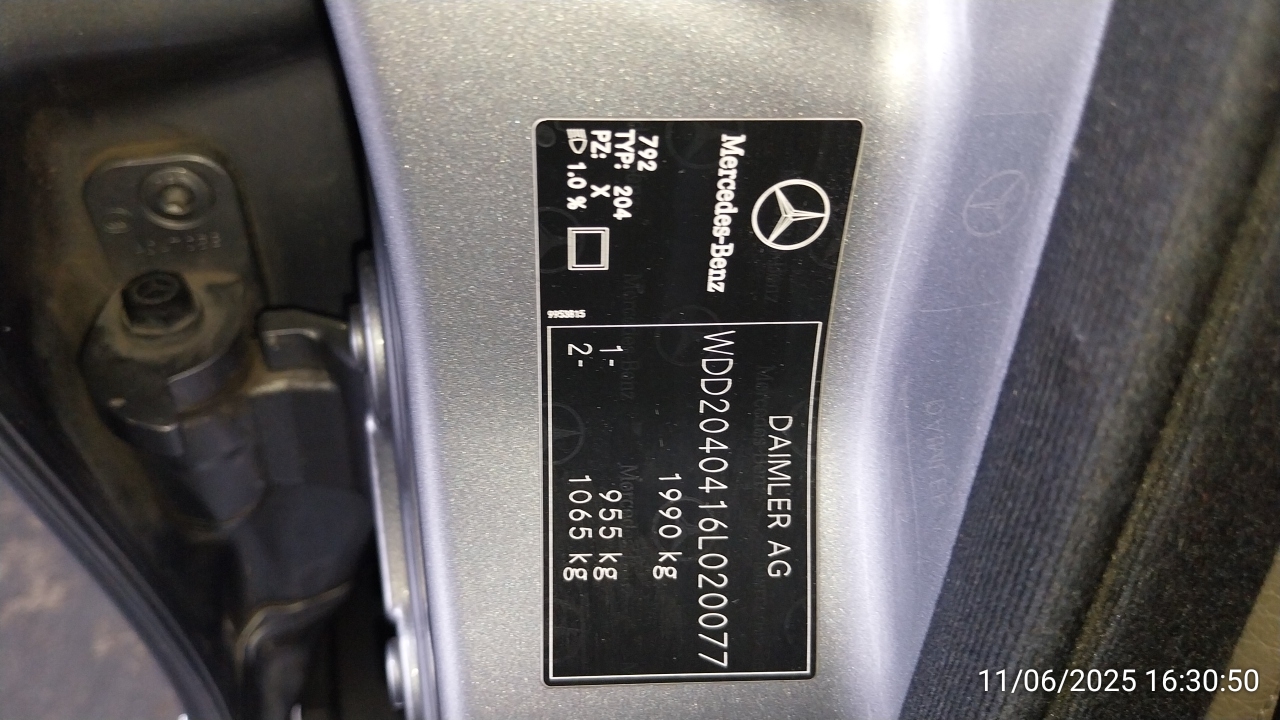 Mercedes-Benz
792
TYP: 204
PZ: X
1.0 %
9953815
DAIMLER AG
WDD2040416L020077
1990 kg
1- 955 kg
2- 1065 kg
11/06/2025 16:30:50